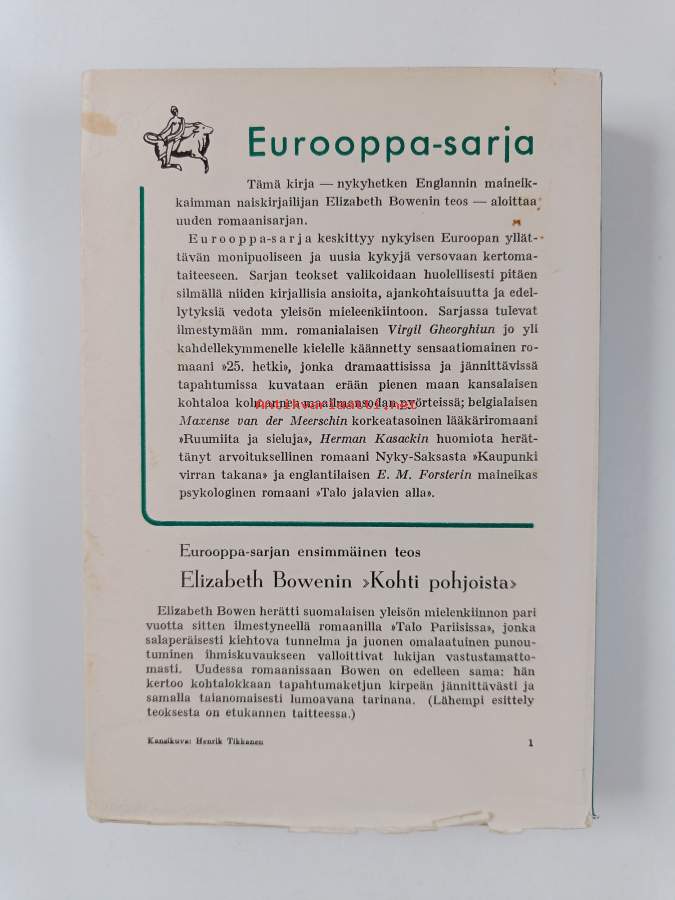 Eurooppa-sarja
Tämä kirja — nykyhetken Englannin maineik-
kaimman naiskirjailijan Elizabeth Bowenin teos — aloittaa
uuden romaanisarjan.
Eurooppa-sarja keskittyy nykyisen Euroopan yllät-
tävän monipuoliseen ja uusia kykyjä versovaan kertoma-
taiteeseen. Sarjan teokset valikoidaan huolellisesti pitäen
silmällä niiden kirjallisia ansioita, ajankohtaisuutta ja edel-
lytyksiä vedota yleisön mieleenkiintoon. Sarjassa tulevat
ilmestymään mm. romanialaisen Virgil Gheorghiun jo yli
kahdellekymmenelle kielelle käännetty sensaatiomainen ro-
maani »25. hetki», jonka dramaattisissa ja jännittävissä
tapahtumissa kuvataan erään pienen maan kansalaisen
kohtaloa kolmannen maailmansodan pyörteissä; belgialaisen
Antikvariaatti.net
Maxense van der Meerschin korkeatasoinen lääkäriromaani
»Ruumiita ja sieluja», Herman Kasackin huomiota herät-
tänyt arvoituksellinen romaani Nyky-Saksasta »Kaupunki
virran takana» ja englantilaisen E. M. Forsterin maineikas
psykologinen romaani »Talo jalavien alla».
Eurooppa-sarjan ensimmäinen teos
Elizabeth Bowenin »Kohti pohjoista»
Elizabeth Bowen herätti suomalaisen yleisön mielenkiinnon pari
vuotta sitten ilmestyneellä romaanilla »Talo Pariisissa», jonka
salaperäisesti kiehtova tunnelma ja juonen omalaatuinen punou-
tuminen ihmiskuvaukseen valloittivat lukijan vastustamatto-
masti. Uudessa romaanissaan Bowen on edelleen sama: hän
kertoo kohtalokkaan tapahtumaketjun kirpeän jännittävästi ja
samalla taianomaisesti lumoavana tarinana. (Lähempi esittely
teoksesta on etukannen taitteessa.)
Kansikuva: Henrik Tikkanen 1